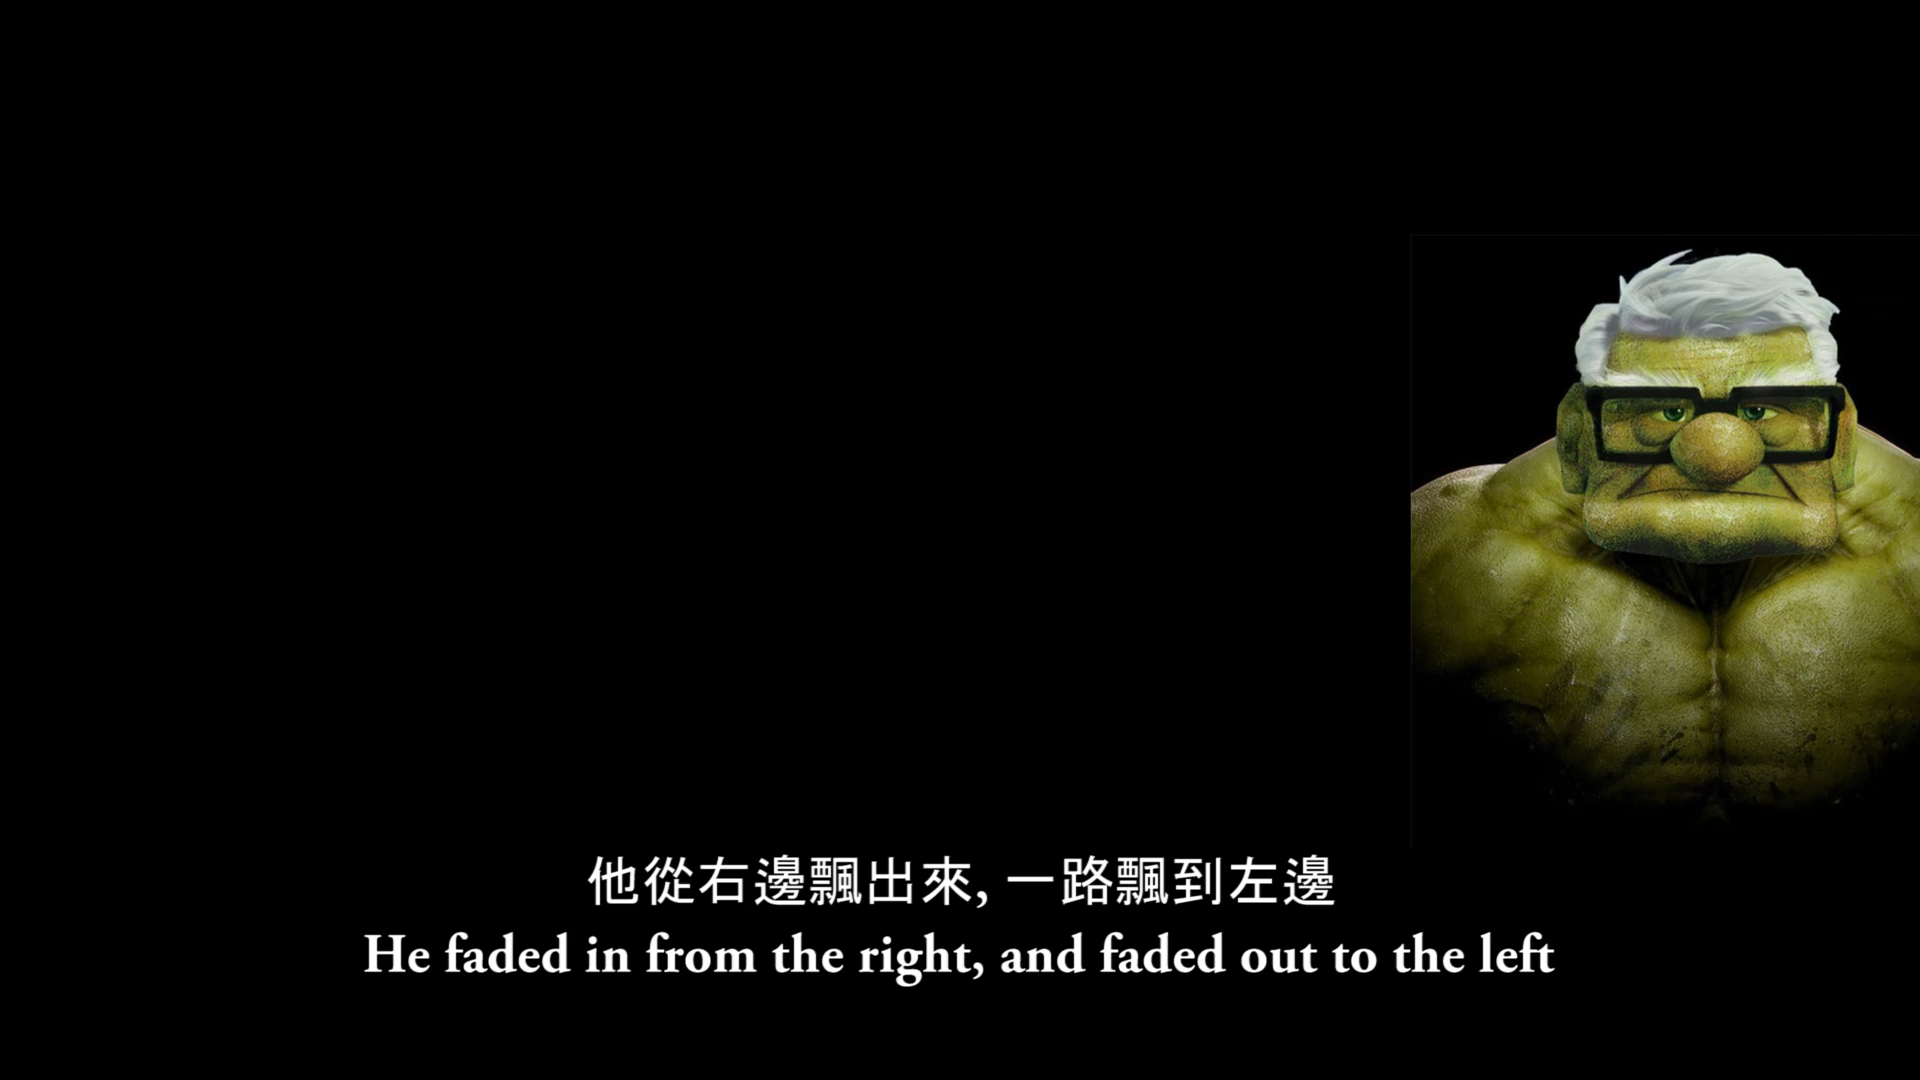 他從右邊飄出來, 一路飄到左邊
He faded in from the right, and faded out to the left